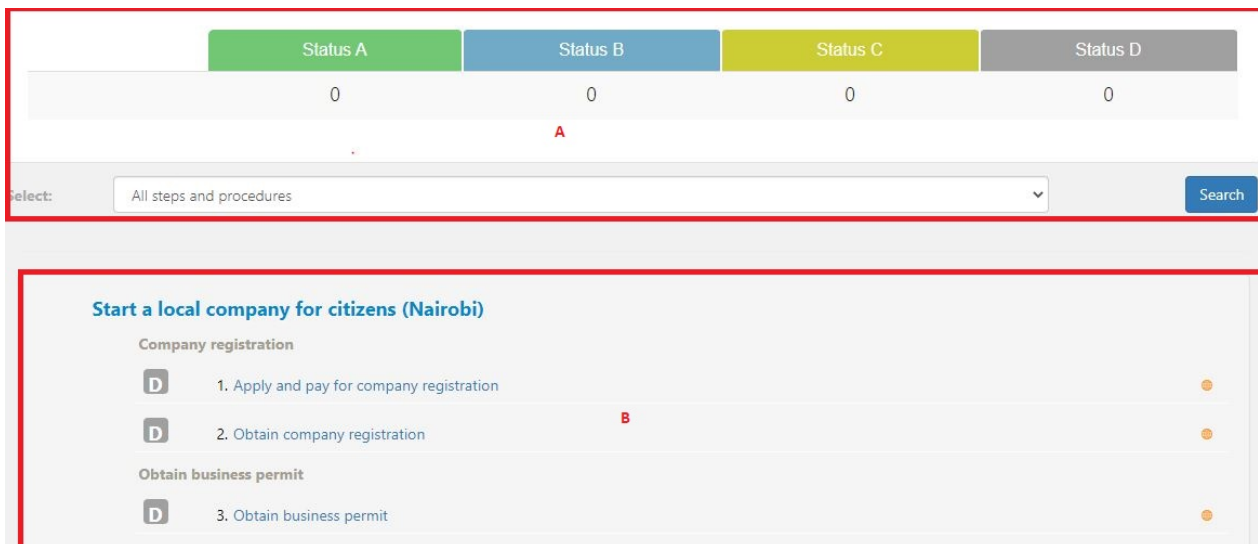 Status A Status B Status C Status D
0 0 0 0
A
Select: All steps and procedures Search
Start a local company for citizens (Nairobi)
Company registration
D 1. Apply and pay for company registration
B
D 2. Obtain company registration
Obtain business permit
D 3. Obtain business permit